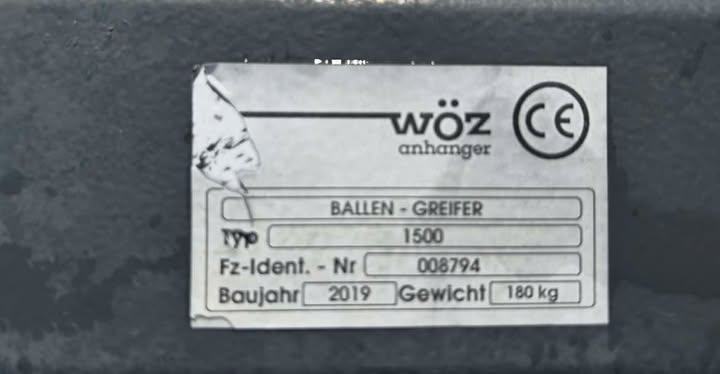 WÖZ
anhanger
CE
BALLEN - GREIFER
Typ 1500
Fz-Ident. - Nr 008794
Baujahr 2019 Gewicht 180 kg